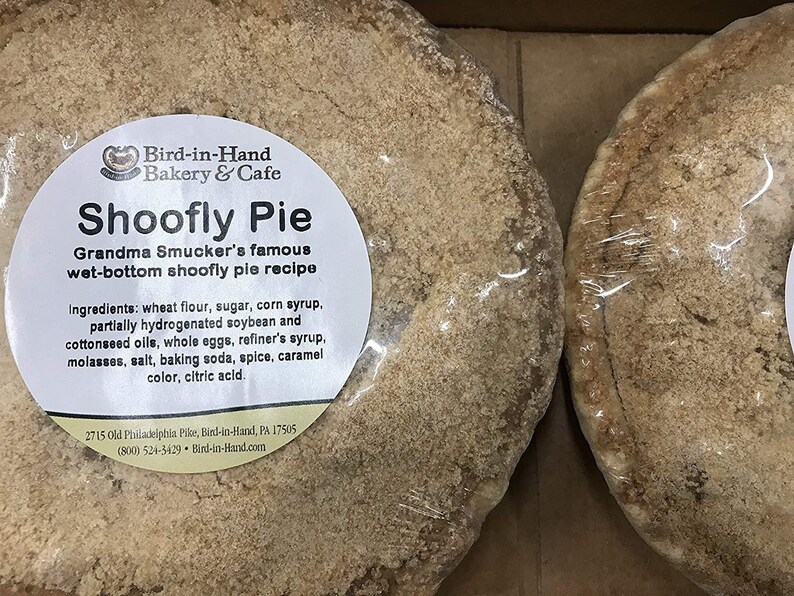 Bird-in-Hand
Bakery & Cafe
Shoofly Pie
Grandma Smucker's famous
wet-bottom shoofly pie recipe
Ingredients: wheat flour, sugar, corn syrup,
partially hydrogenated soybean and
cottonseed oils, whole eggs, refiner's syrup,
molasses, salt, baking soda, spice, caramel
color, citric acid.
2715 Old Philadelphia Pike, Bird-in-Hand, PA 17505
(800) 524-3429 • Bird-in-Hand.com